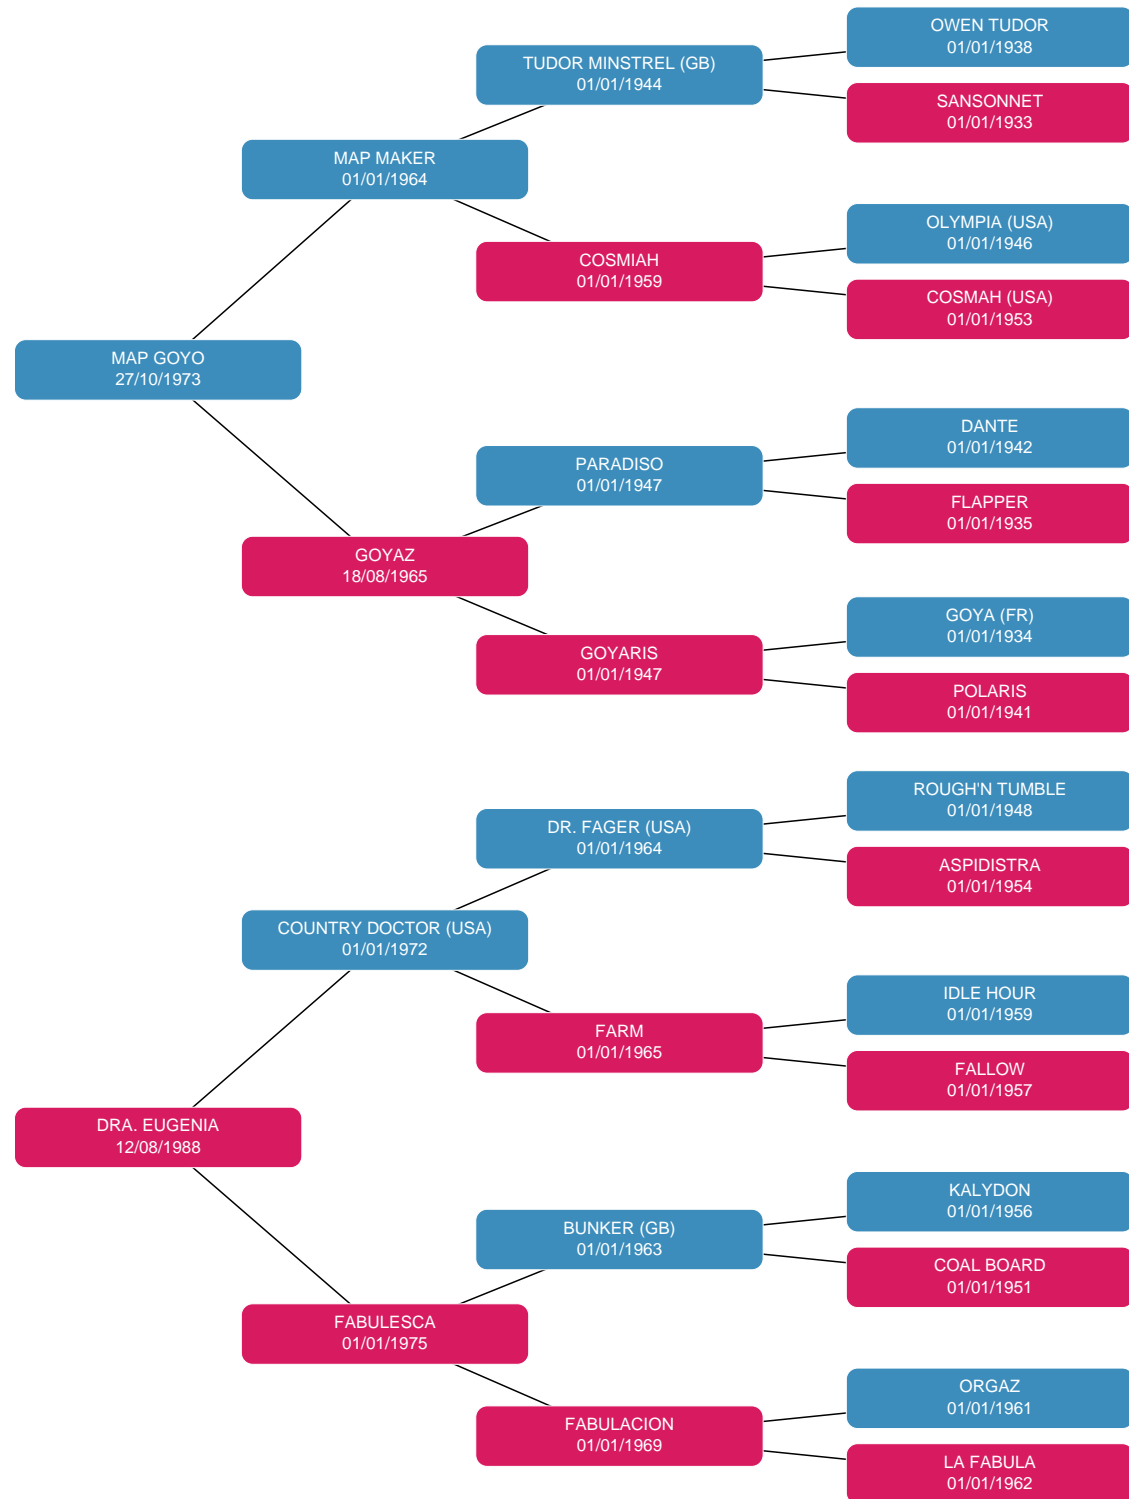 OWEN TUDOR
01/01/1938
TUDOR MINSTREL (GB)
01/01/1944
SANSONNET
01/01/1933
MAP MAKER
01/01/1964
OLYMPIA (USA)
01/01/1946
COSMIAH
01/01/1959
COSMAH (USA)
01/01/1953
MAP GOYO
27/10/1973
DANTE
01/01/1942
PARADISO
01/01/1947
FLAPPER
01/01/1935
GOYAZ
18/08/1965
GOYA (FR)
01/01/1934
GOYARIS
01/01/1947
POLARIS
01/01/1941
ROUGH'N TUMBLE
01/01/1948
DR. FAGER (USA)
01/01/1964
ASPIDISTRA
01/01/1954
COUNTRY DOCTOR (USA)
01/01/1972
IDLE HOUR
01/01/1959
FARM
01/01/1965
FALLOW
01/01/1957
DRA. EUGENIA
12/08/1988
KALYDON
01/01/1956
BUNKER (GB)
01/01/1963
COAL BOARD
01/01/1951
FABULESCA
01/01/1975
ORGAZ
01/01/1961
FABULACION
01/01/1969
LA FABULA
01/01/1962